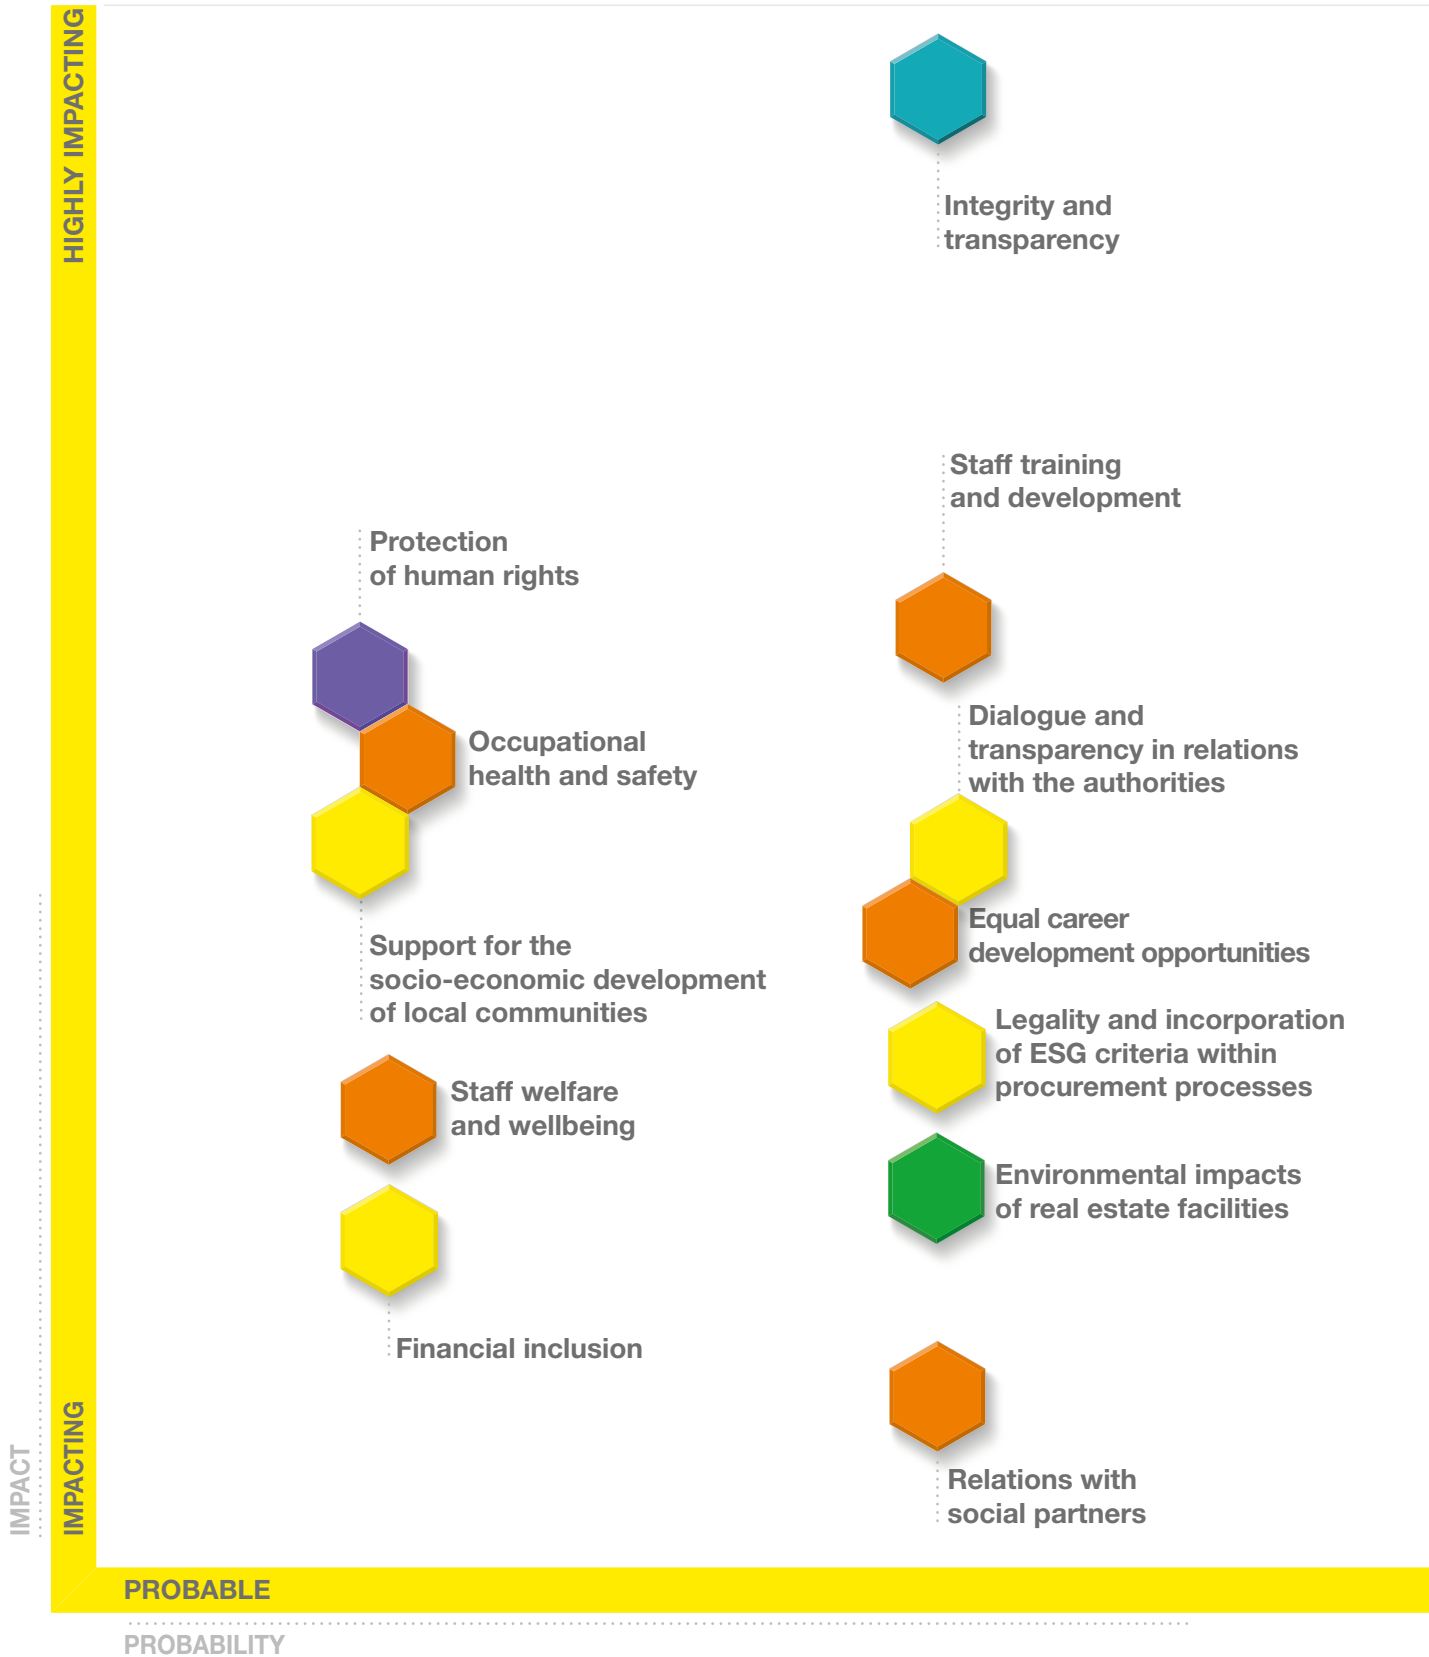 HIGHLY IMPACTING
Integrity and
transparency
Staff training
and development
Protection
of human rights
Dialogue and
transparency in relations
with the authorities
Occupational
health and safety
Equal career
development opportunities
Support for the
socio-economic development
of local communities
Legality and incorporation
of ESG criteria within
procurement processes
Staff welfare
and wellbeing
Environmental impacts
of real estate facilities
Financial inclusion
Relations with
social partners
IMPACTING
IMPACT
PROBABLE
PROBABILITY